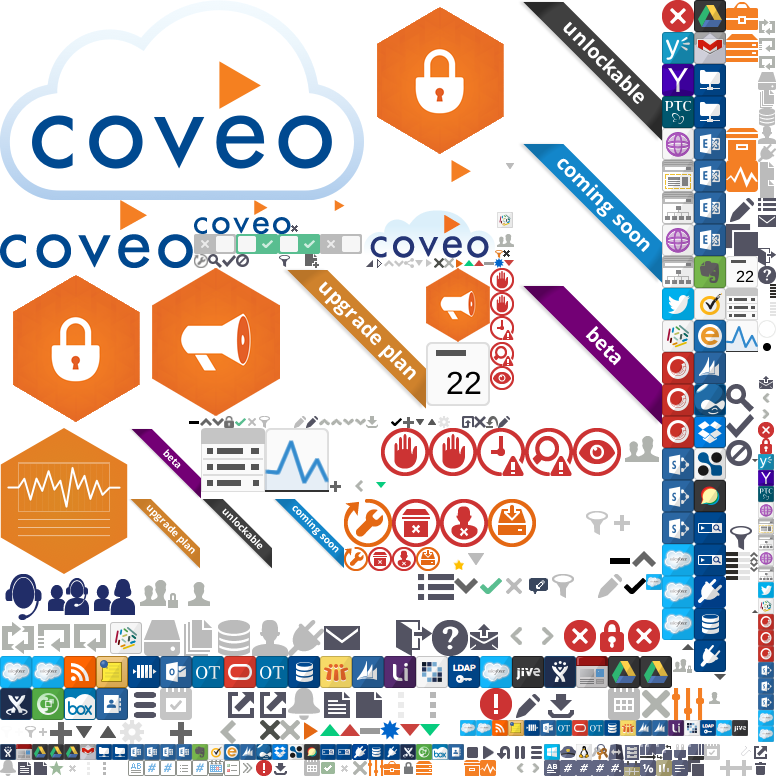 coveo
unlockable
coming soon
coveo
coveo
coveo
upgrade plan
beta
22
22
beta
upgrade plan
unlockable
coming soon
PTC
OT
OT
LDAP
jive
box